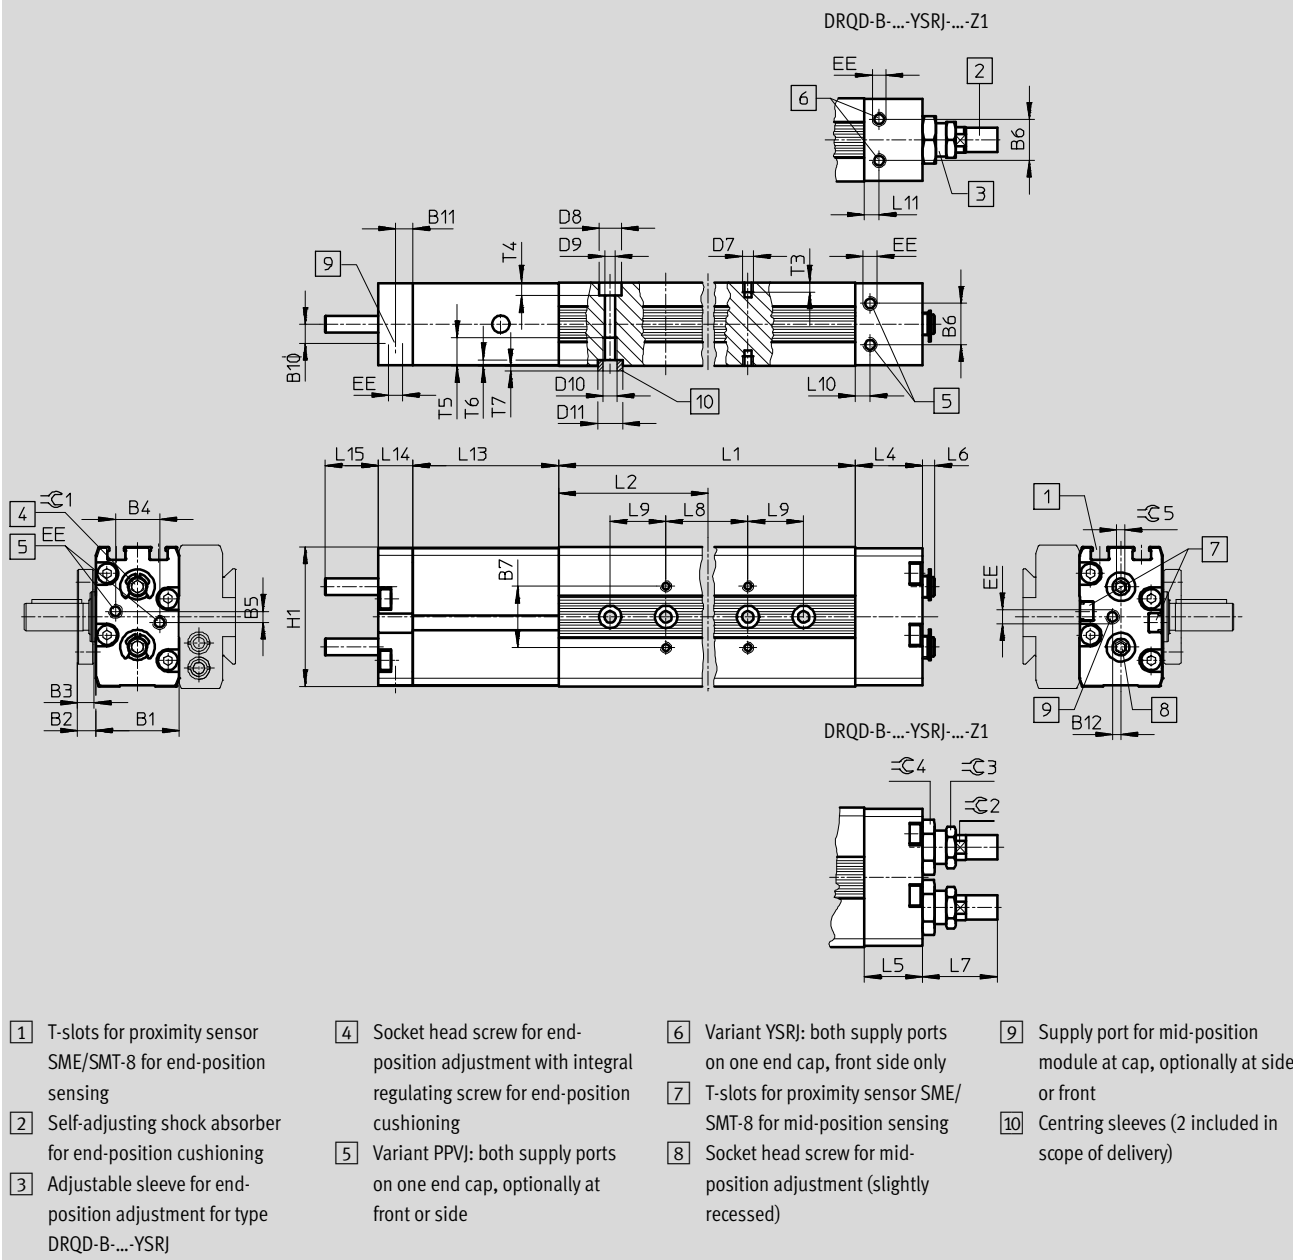 DRQD-B-...-YSRJ-...-Z1
EE
2
6
B6
3
L11
B11
D8
D9
T4
D7
T3
EE
9
B6
B10
EE
T5
T6
T7
D10
D11
10
L10
5
L15
L14
L13
L1
L4
L6
L2
L9
L8
L9
4
1
B4
EE
5
B7
B5
H1
B3
B2
B1
1
5
7
EE
9
8
B12
DRQD-B-...-YSRJ-...-Z1
4
3
2
L5
L7
1 T-slots for proximity sensor
SME/SMT-8 for end-position
sensing
2 Self-adjusting shock absorber
for end-position cushioning
3 Adjustable sleeve for end-
position adjustment for type
DRQD-B-...-YSRJ
4 Socket head screw for end-
position adjustment with integral
regulating screw for end-position
cushioning
5 Variant PPVJ: both supply ports
on one end cap, optionally at
front or side
6 Variant YSRJ: both supply ports
on one end cap, front side only
7 T-slots for proximity sensor SME/
SMT-8 for mid-position sensing
8 Socket head screw for mid-
position adjustment (slightly
recessed)
9 Supply port for mid-position
module at cap, optionally at side
or front
10 Centring sleeves (2 included in
scope of delivery)